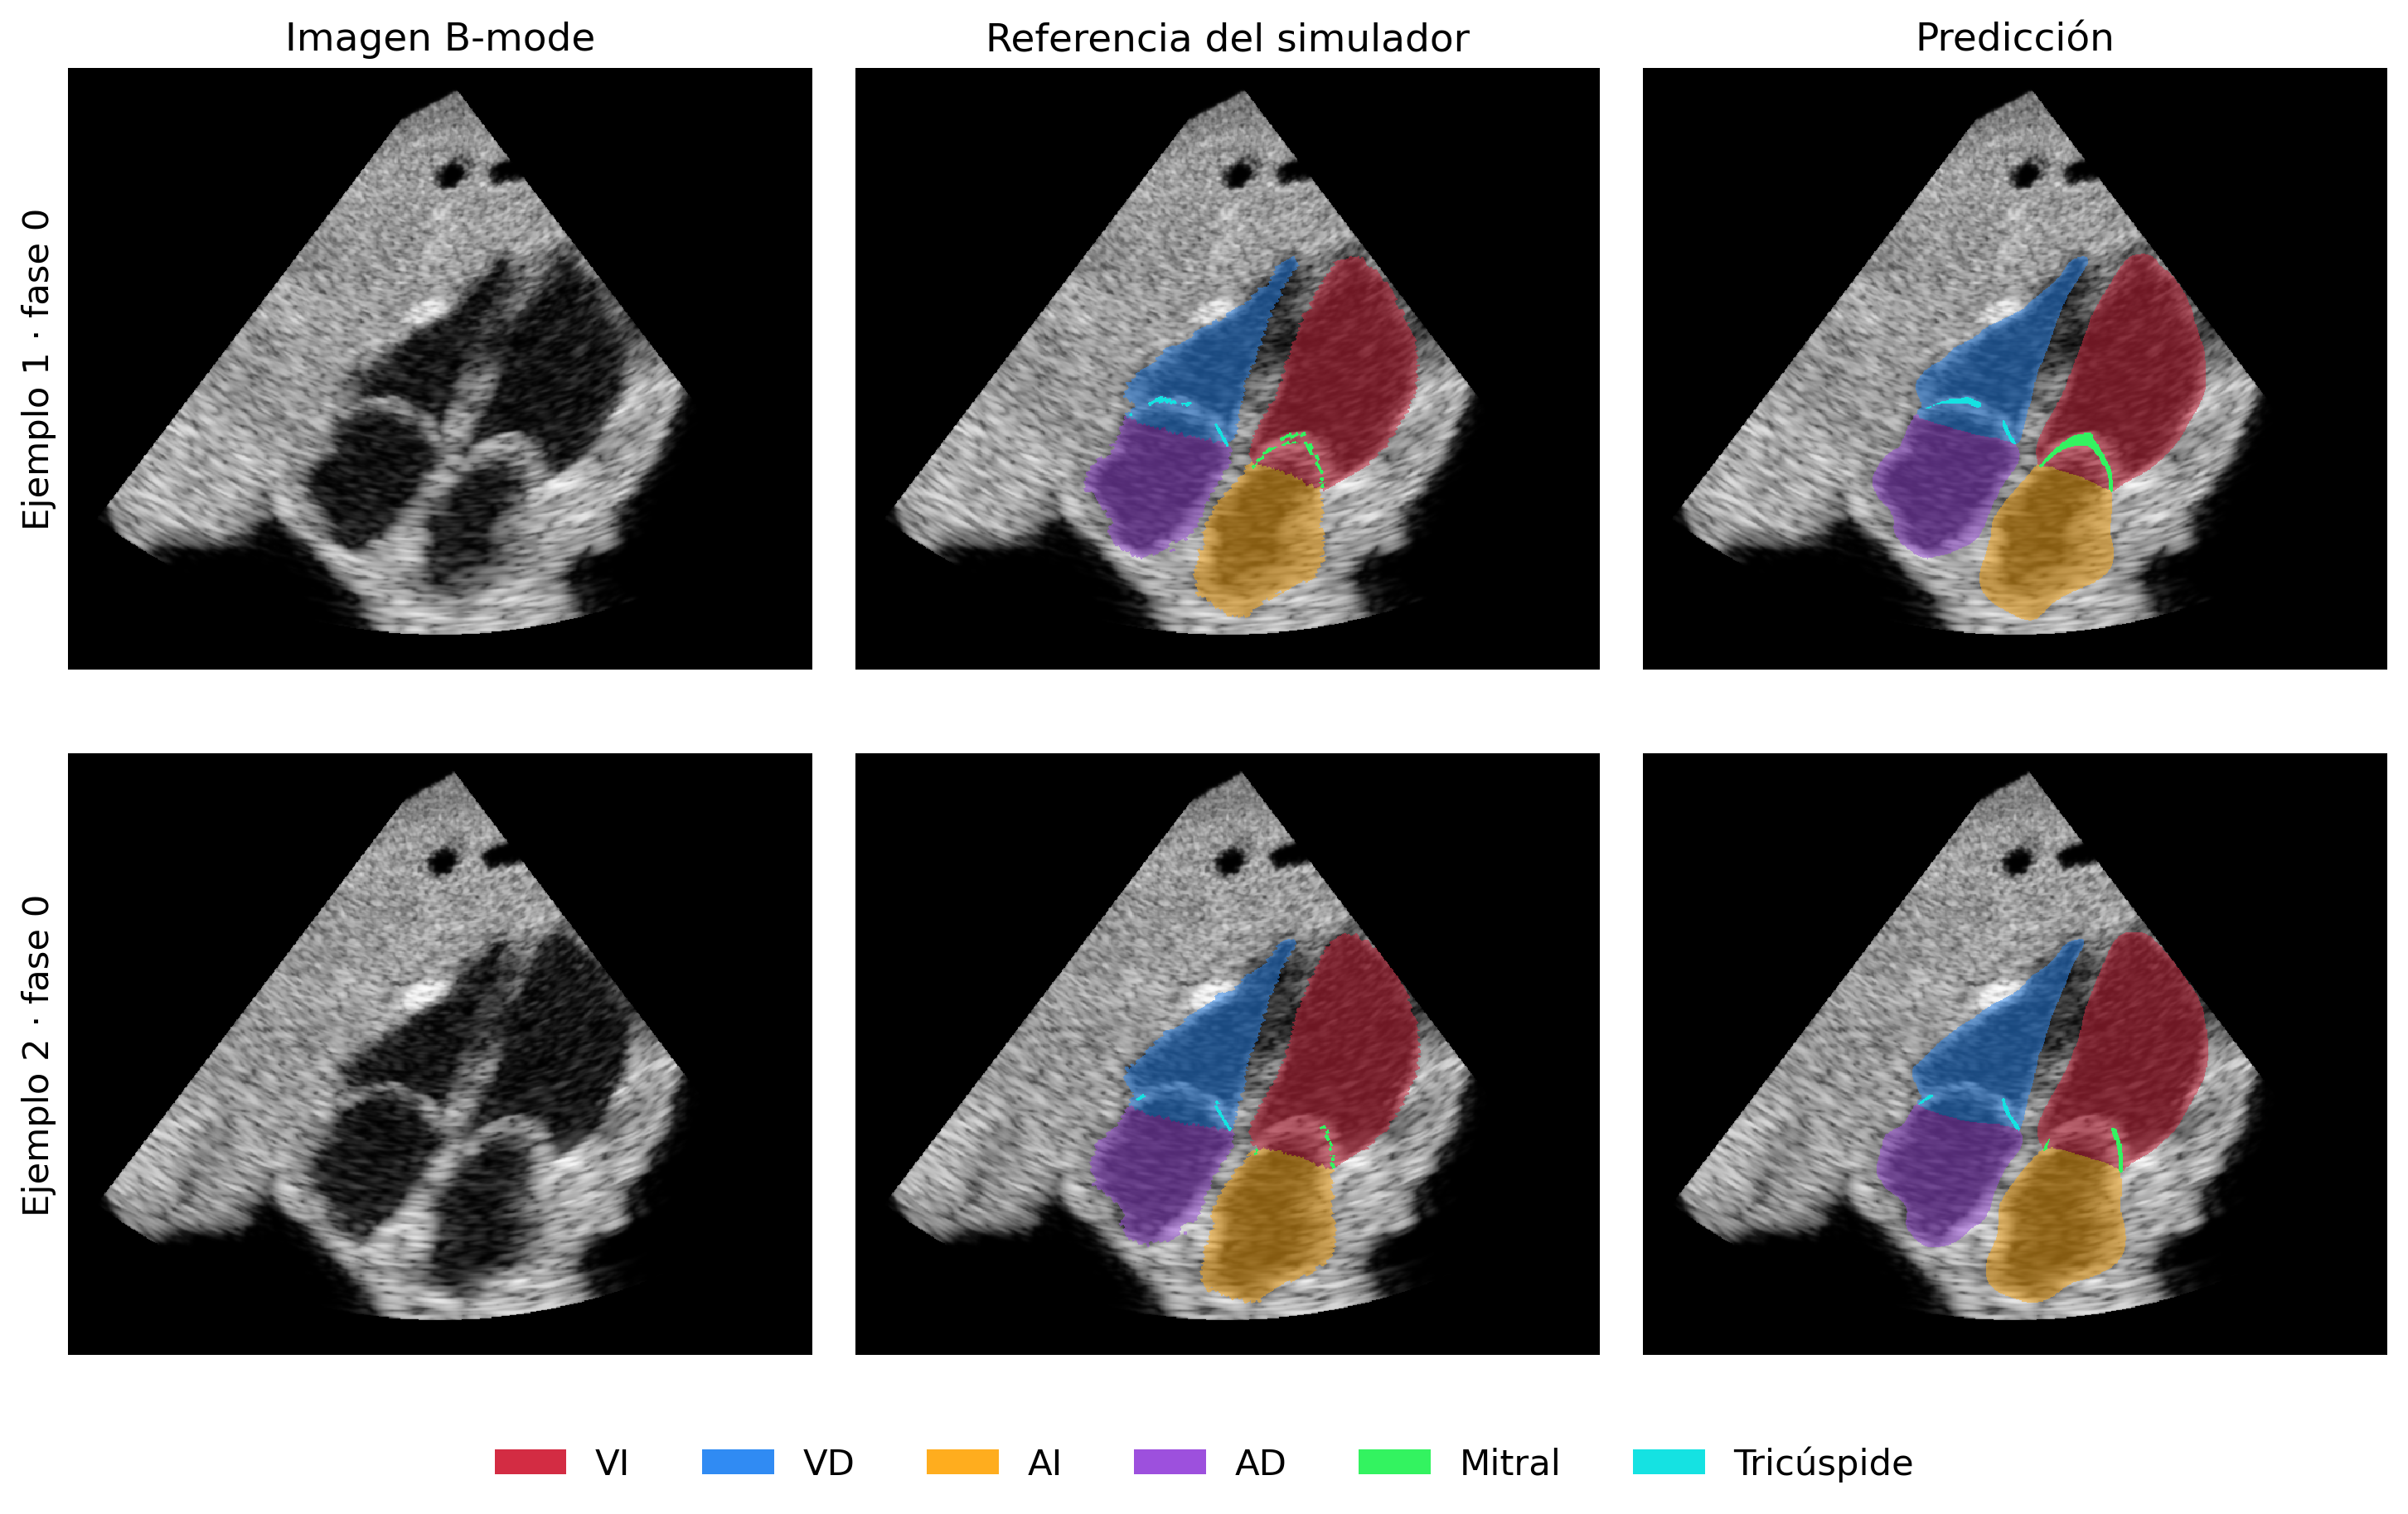 Imagen B-mode
Referencia del simulador
Predicción
Ejemplo 1 · fase 0
Ejemplo 2 · fase 0
VI
VD
AI
AD
Mitral
Tricúspide